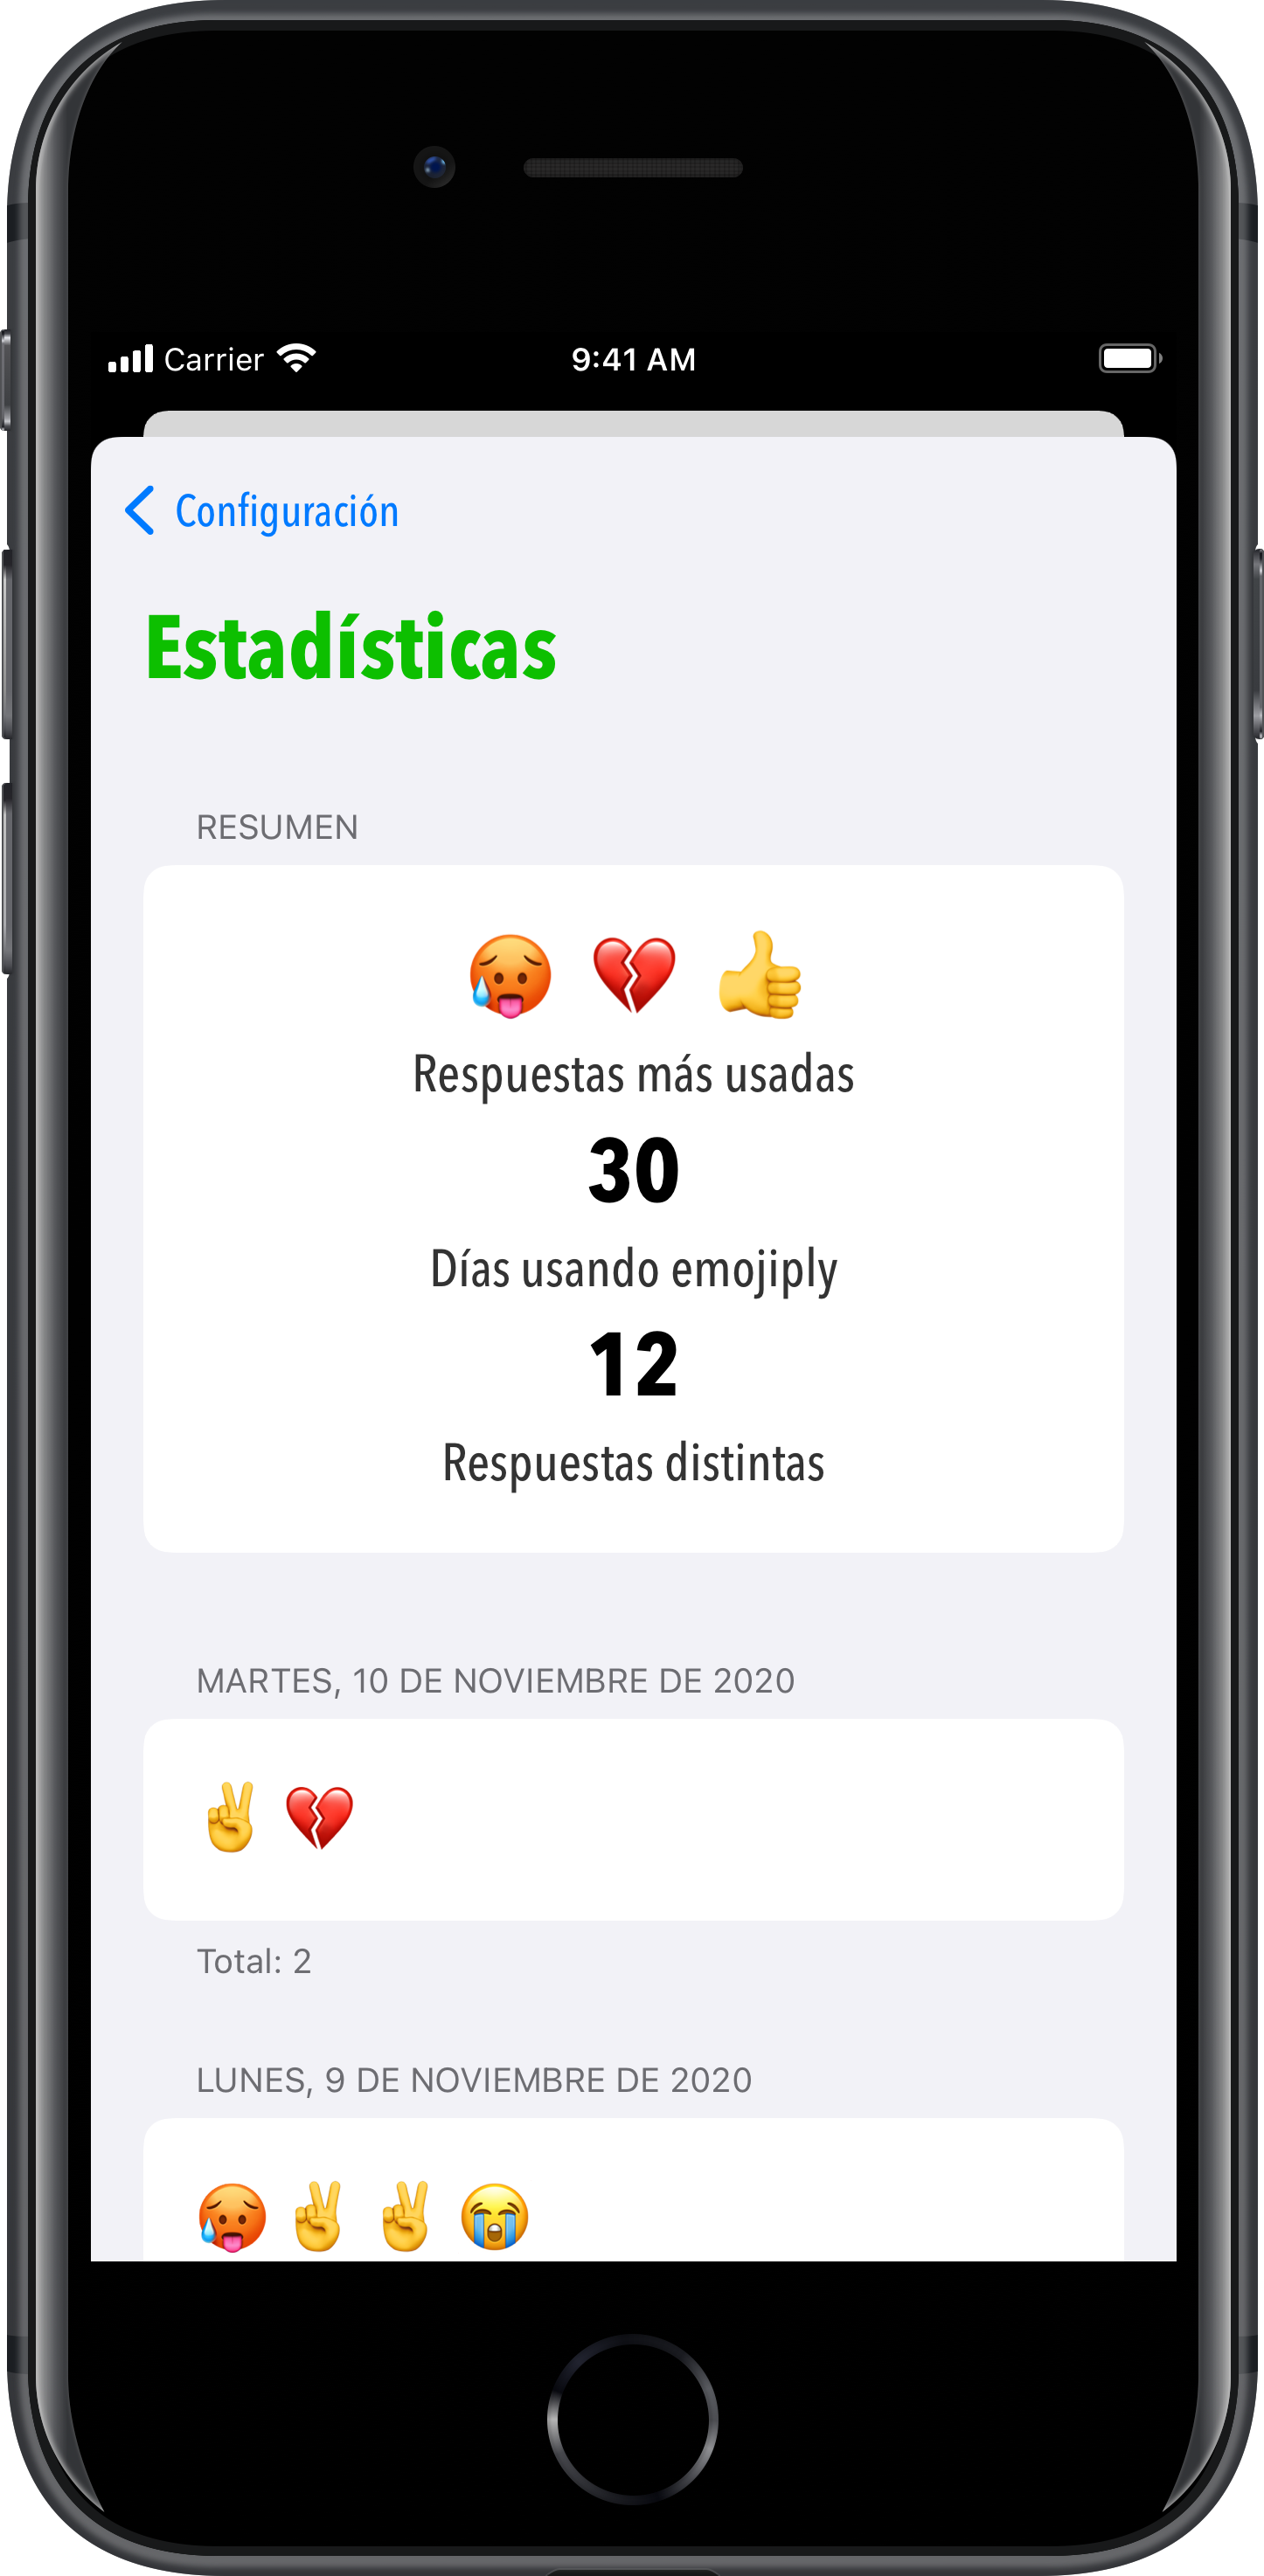 Carrier 9:41 AM
Configuración
Estadísticas
RESUMEN
🥵 💔 👍
Respuestas más usadas
30
Días usando emojiply
12
Respuestas distintas
MARTES, 10 DE NOVIEMBRE DE 2020
✌️ 💔
Total: 2
LUNES, 9 DE NOVIEMBRE DE 2020
🥵 ✌️ ✌️ 😭